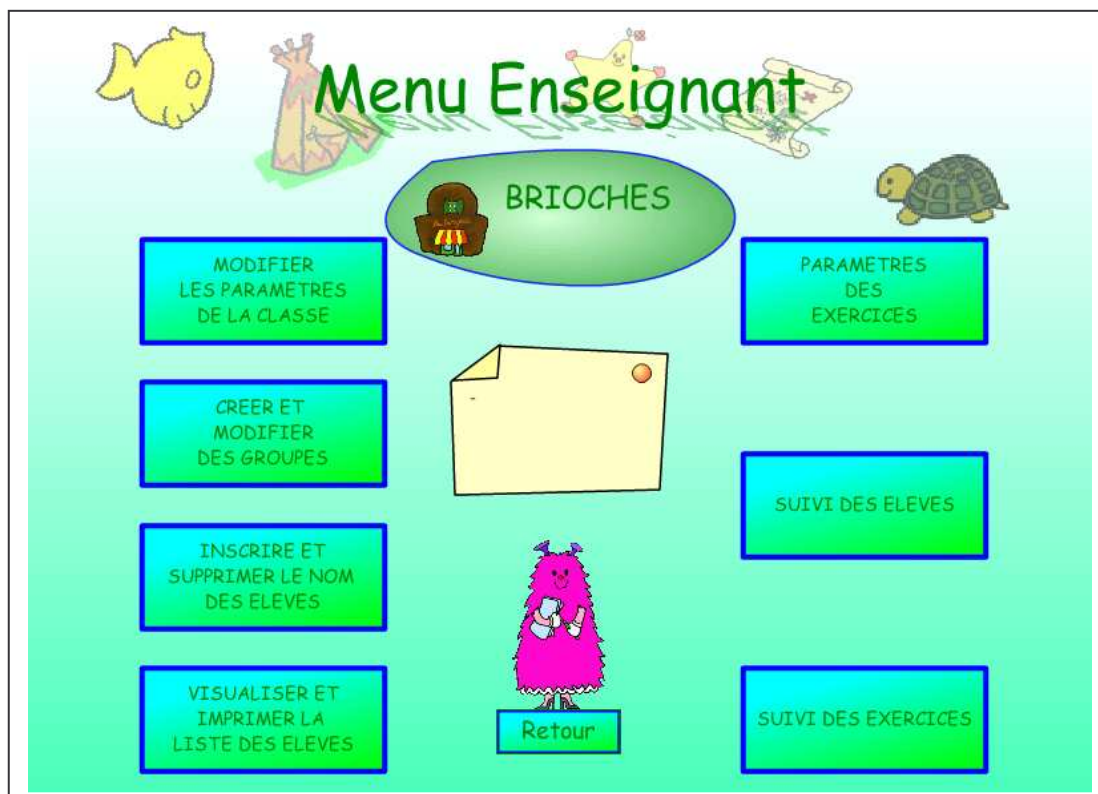 Menu Enseignant
BRIOCHES
MODIFIER
LES PARAMETRES
DE LA CLASSE
CREER ET
MODIFIER
DES GROUPES
INSCRIRE ET
SUPPRIMER LE NOM
DES ELEVES
VISUALISER ET
IMPRIMER LA
LISTE DES ELEVES
-
Retour
PARAMETRES
DES
EXERCICES
SUIVI DES ELEVES
SUIVI DES EXERCICES